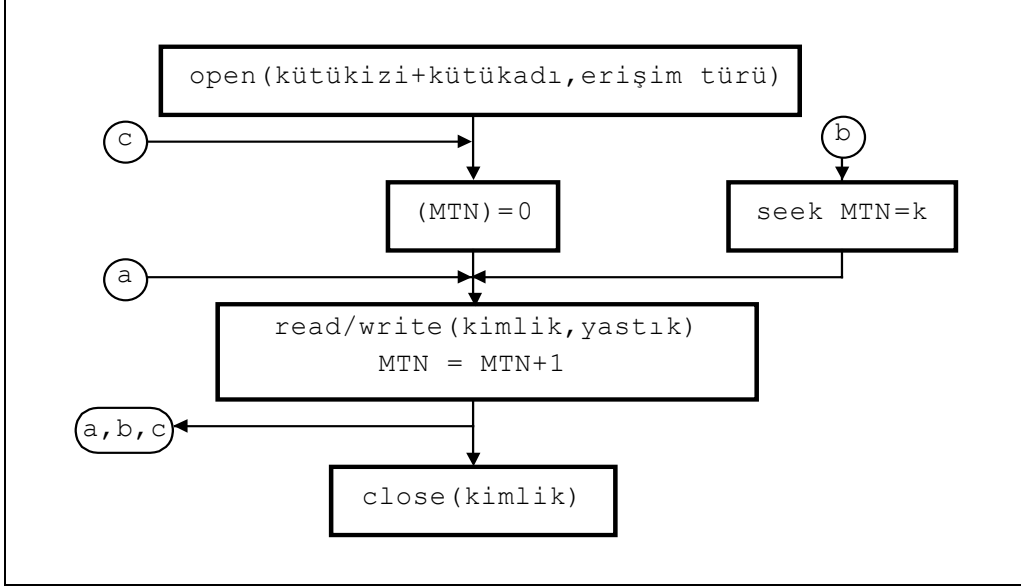 open(kütükizi+kütükadı,erişim türü)
c
b
(MTN)=0
seek MTN=k
a
read/write(kimlik,yastık)
MTN = MTN+1
a,b,c
close(kimlik)